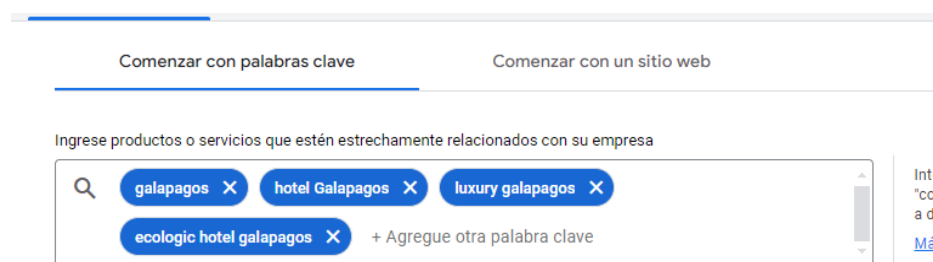 Comenzar con palabras clave
Comenzar con un sitio web
Ingrese productos o servicios que estén estrechamente relacionados con su empresa
galapagos
hotel Galapagos
luxury galapagos
ecologic hotel galapagos
+ Agregue otra palabra clave
a d